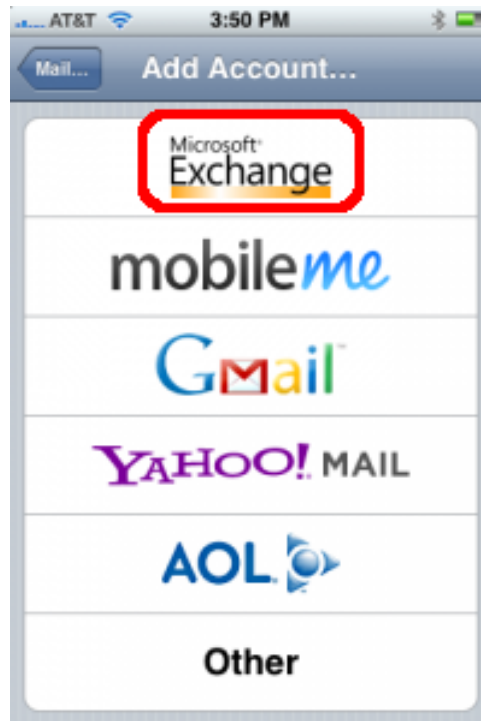 AT&T 3:50 PM
Mail... Add Account...
Microsoft
Exchange
mobileme
GMail
YAHOO! MAIL
AOL
Other